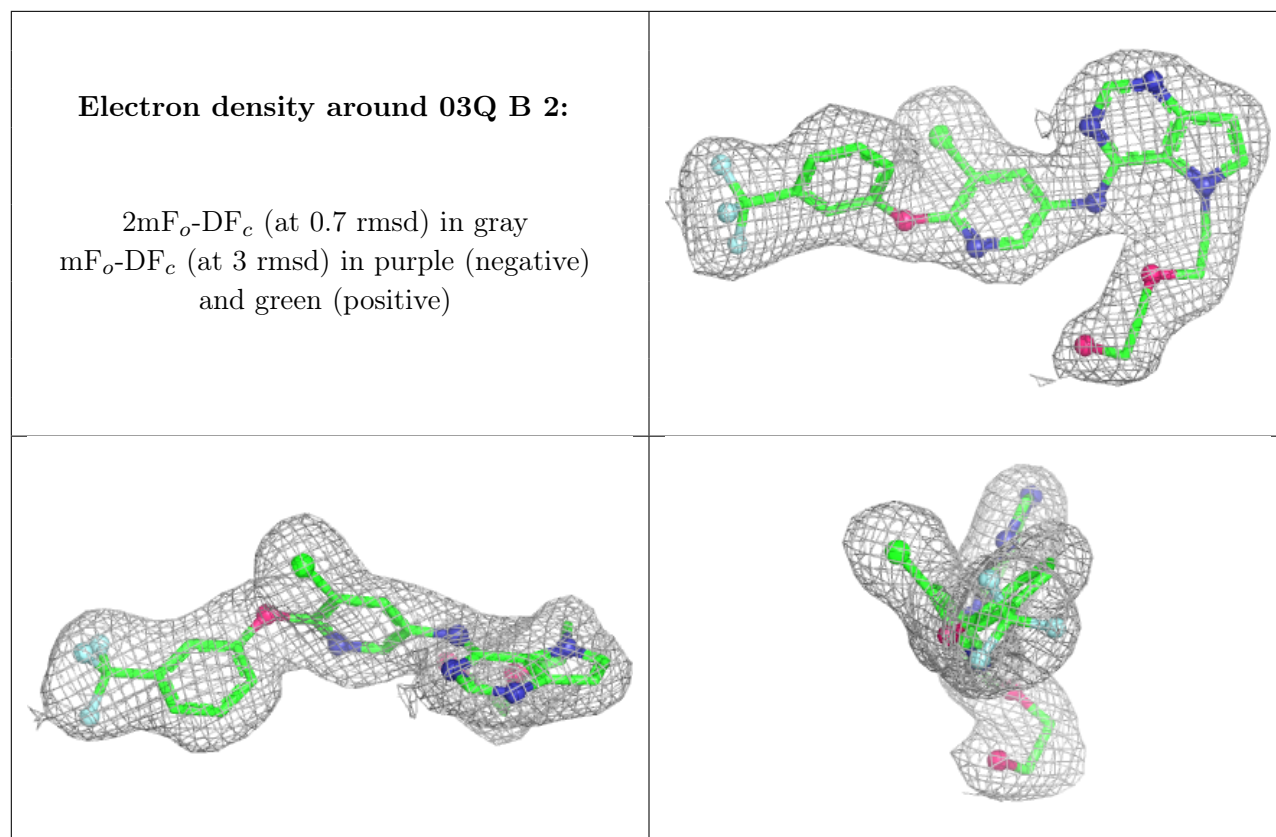 Electron density around 03Q B 2:
2mFo-DFc (at 0.7 rmsd) in gray
mFo-DFc (at 3 rmsd) in purple (negative)
and green (positive)